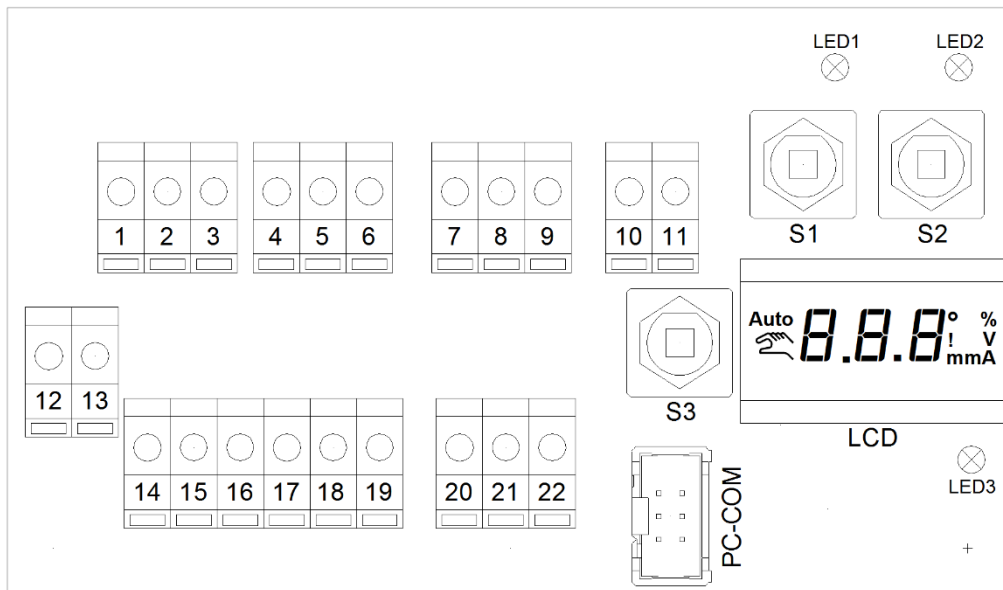 LED1 LED2
1 2 3 4 5 6 7 8 9 10 11
S1 S2
Auto 8.8.8 ° %
! V
mmA
12 13
S3
LCD
14 15 16 17 18 19 20 21 22
LED3
PC-COM